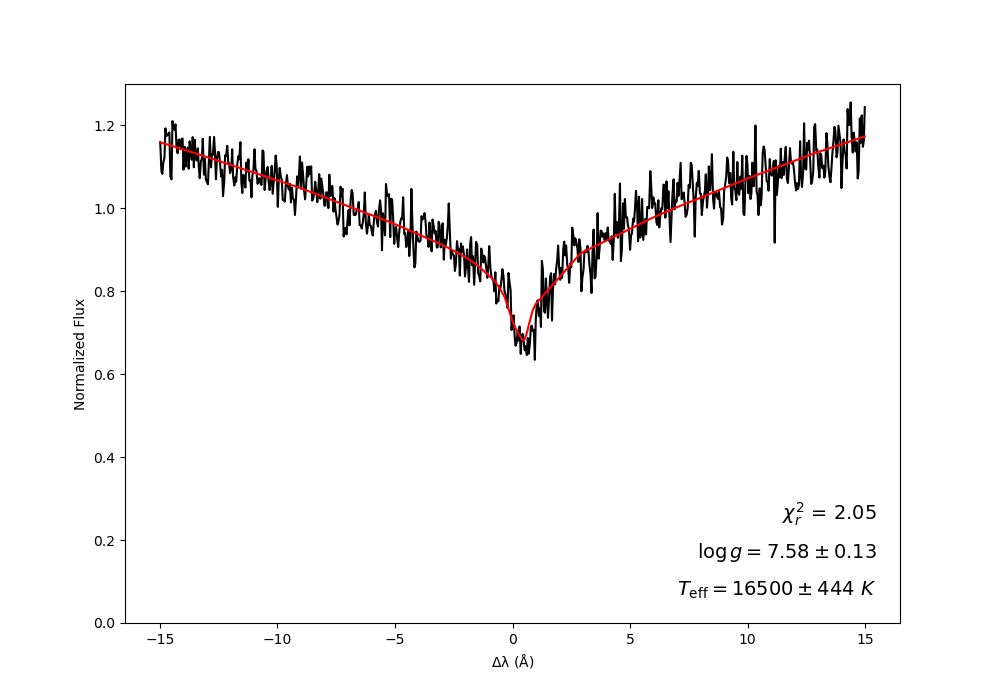 1.2
1.0
0.8
0.6
0.4
0.2
0.0
Normalized Flux
χ²ᵣ = 2.05
log g = 7.58 ± 0.13
T_eff = 16500 ± 444 K
−15 −10 −5 0 5 10 15
Δλ (Å)